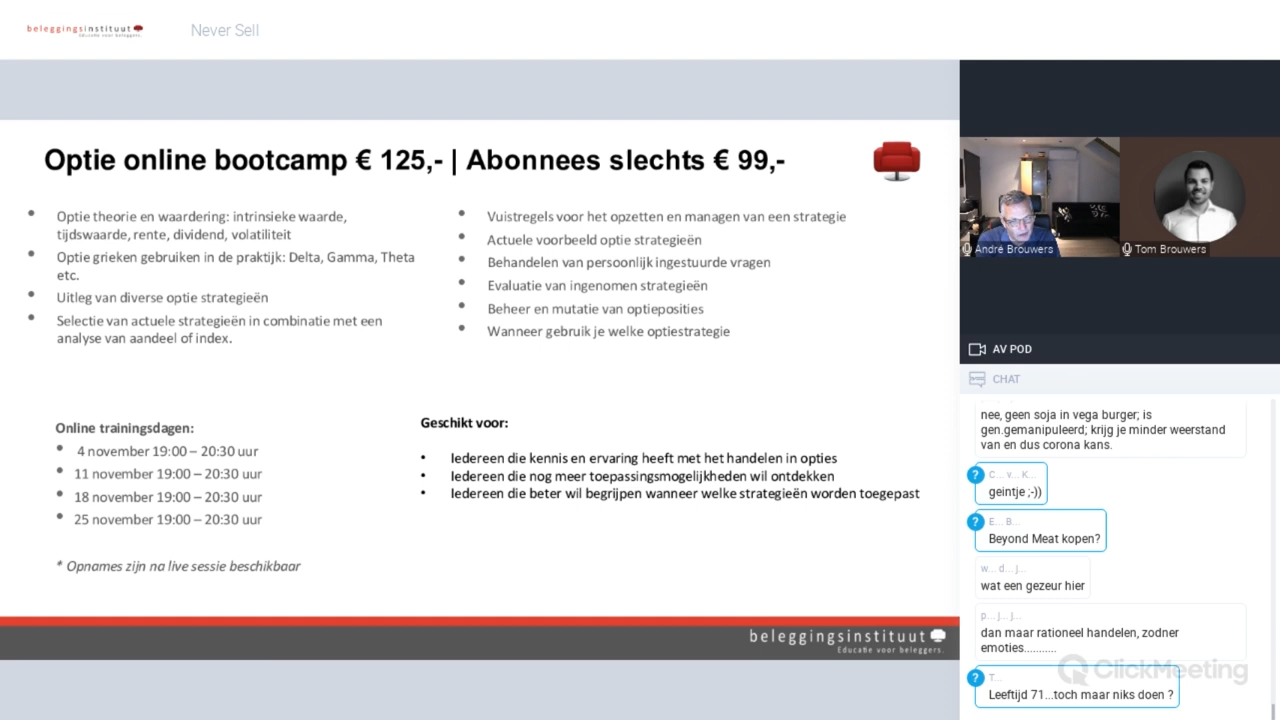 beleggingsinstituut
Educatie voor beleggers.
Never Sell
Optie online bootcamp € 125,- | Abonnees slechts € 99,-
• Optie theorie en waardering: intrinsieke waarde,
tijdswaarde, rente, dividend, volatiliteit
• Optie grieken gebruiken in de praktijk: Delta, Gamma, Theta
etc.
• Uitleg van diverse optie strategieën
• Selectie van actuele strategieën in combinatie met een
analyse van aandeel of index.
• Vuistregels voor het opzetten en managen van een strategie
• Actuele voorbeeld optie strategieën
• Behandelen van persoonlijk ingestuurde vragen
• Evaluatie van ingenomen strategieën
• Beheer en mutatie van optieposities
• Wanneer gebruik je welke optiestrategie
Online trainingsdagen:
• 4 november 19:00 – 20:30 uur
• 11 november 19:00 – 20:30 uur
• 18 november 19:00 – 20:30 uur
• 25 november 19:00 – 20:30 uur
* Opnames zijn na live sessie beschikbaar
Geschikt voor:
• Iedereen die kennis en ervaring heeft met het handelen in opties
• Iedereen die nog meer toepassingsmogelijkheden wil ontdekken
• Iedereen die beter wil begrijpen wanneer welke strategieën worden toegepast
beleggingsinstituut
Educatie voor beleggers.
André Brouwers
Tom Brouwers
AV POD
CHAT
nee, geen soja in vega burger; is
gen.gemanipuleerd; krijg je minder weerstand
van en dus corona kans.
? C... v... K...
geintje ;-))
? E... B...
Beyond Meat kopen?
w... d... j...
wat een gezeur hier
p... j... j...
dan maar rationeel handelen, zodner
emoties...........
ClickMeeting
? T...
Leeftijd 71...toch maar niks doen ?